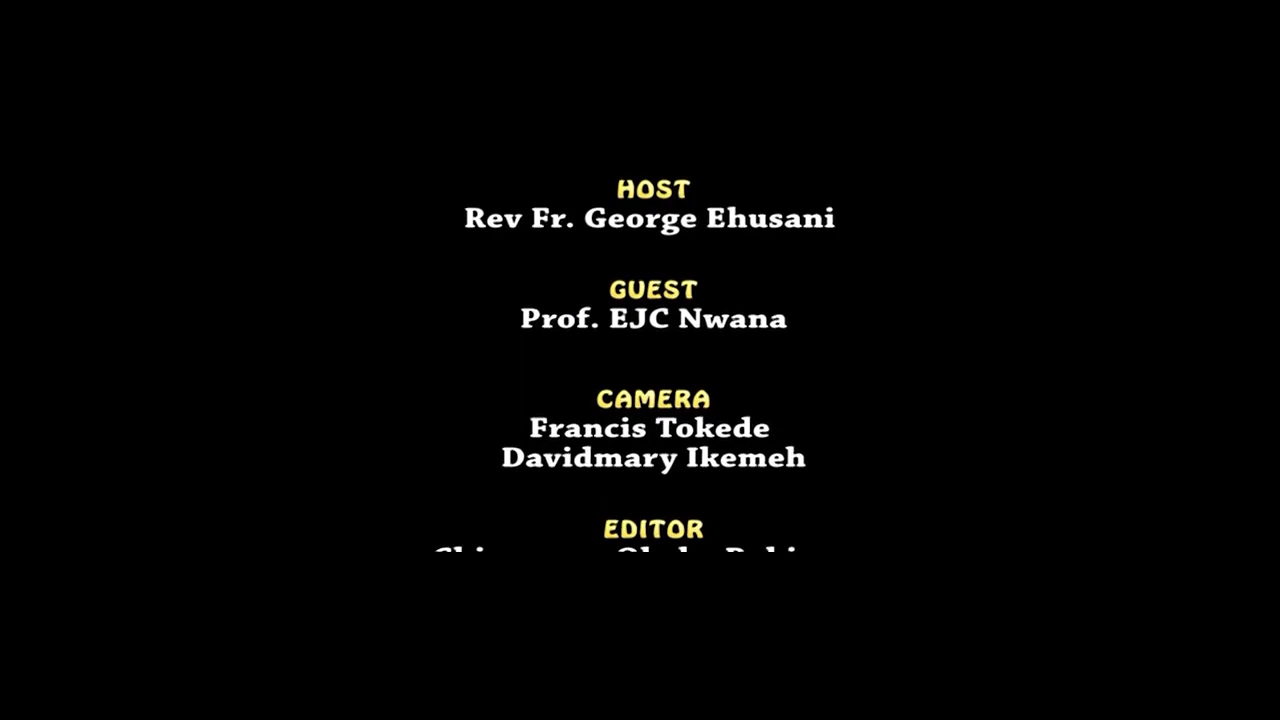 HOST
Rev Fr. George Ehusani
GUEST
Prof. EJC Nwana
CAMERA
Francis Tokede
Davidmary Ikemeh
EDITOR